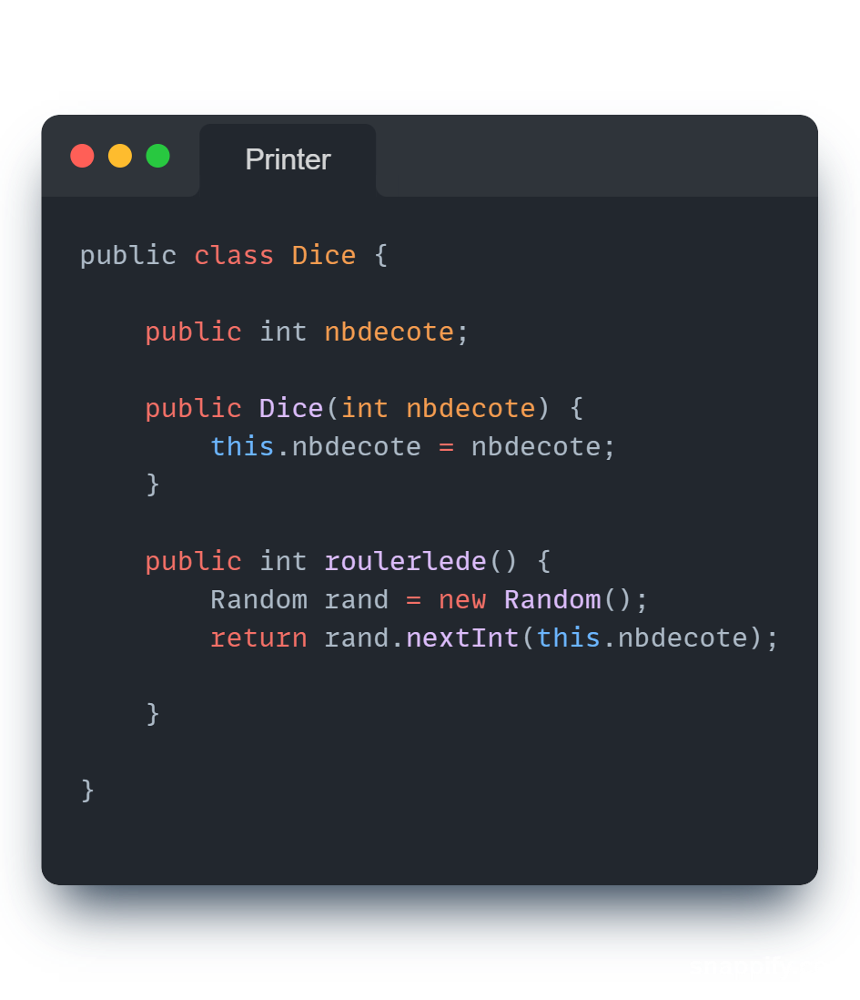 Printer
public class Dice {
    public int nbdecote;
    public Dice(int nbdecote) {
        this.nbdecote = nbdecote;
    }
    public int roulerlede() {
        Random rand = new Random();
        return rand.nextInt(this.nbdecote);
    }
}